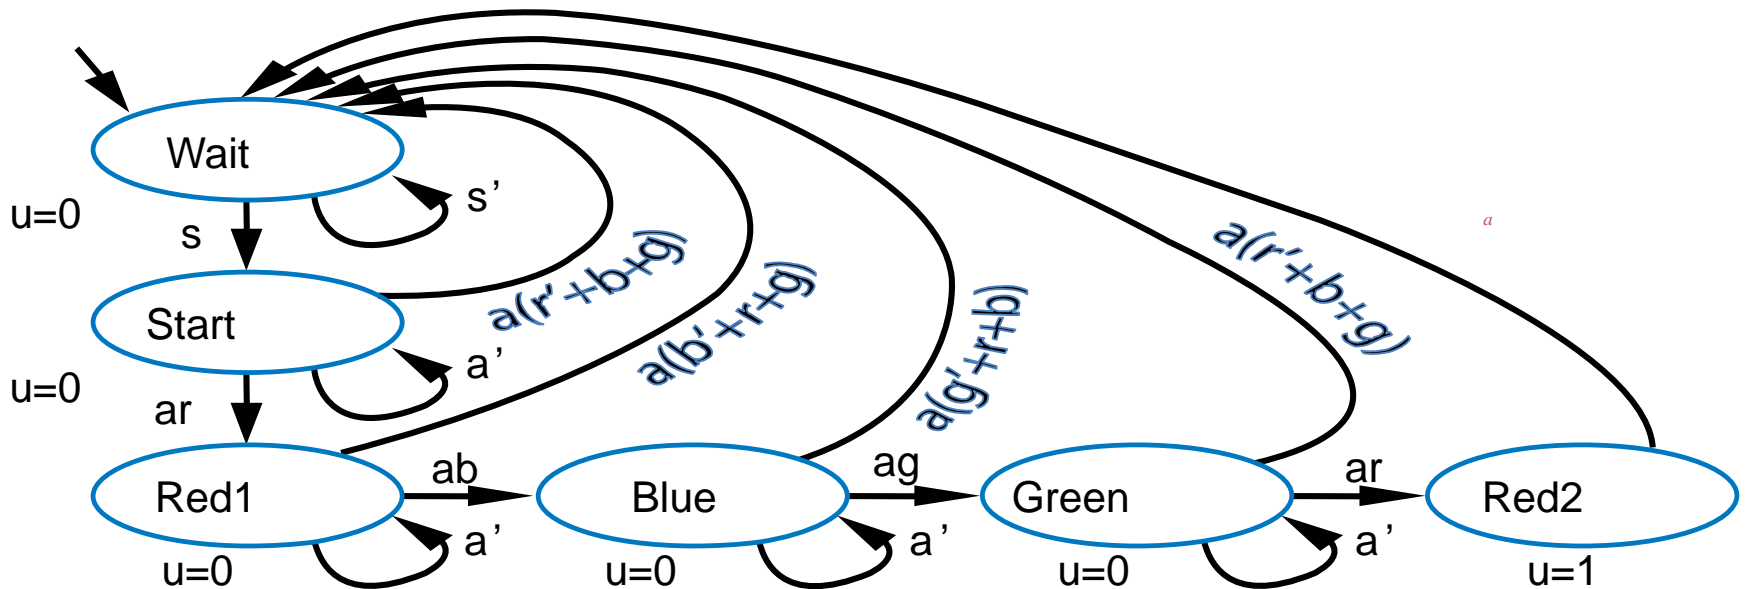 Wait
s’
u=0
s
a
a(r’+b+g)
a(b’+r+g)
a(g’+r+b)
a(r’+b+g)
Start
a’
u=0
ar
Red1
ab
Blue
ag
Green
ar
Red2
a’
a’
a’
u=0
u=0
u=0
u=1